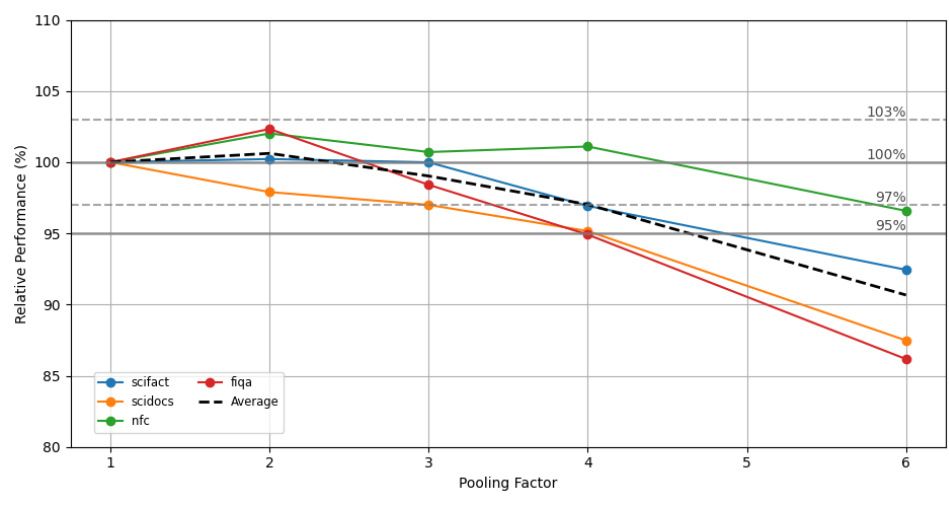 110
105
100
95
90
85
80
Relative Performance (%)
103%
100%
97%
95%
scifact
scidocs
nfc
fiqa
Average
1 2 3 4 5 6
Pooling Factor